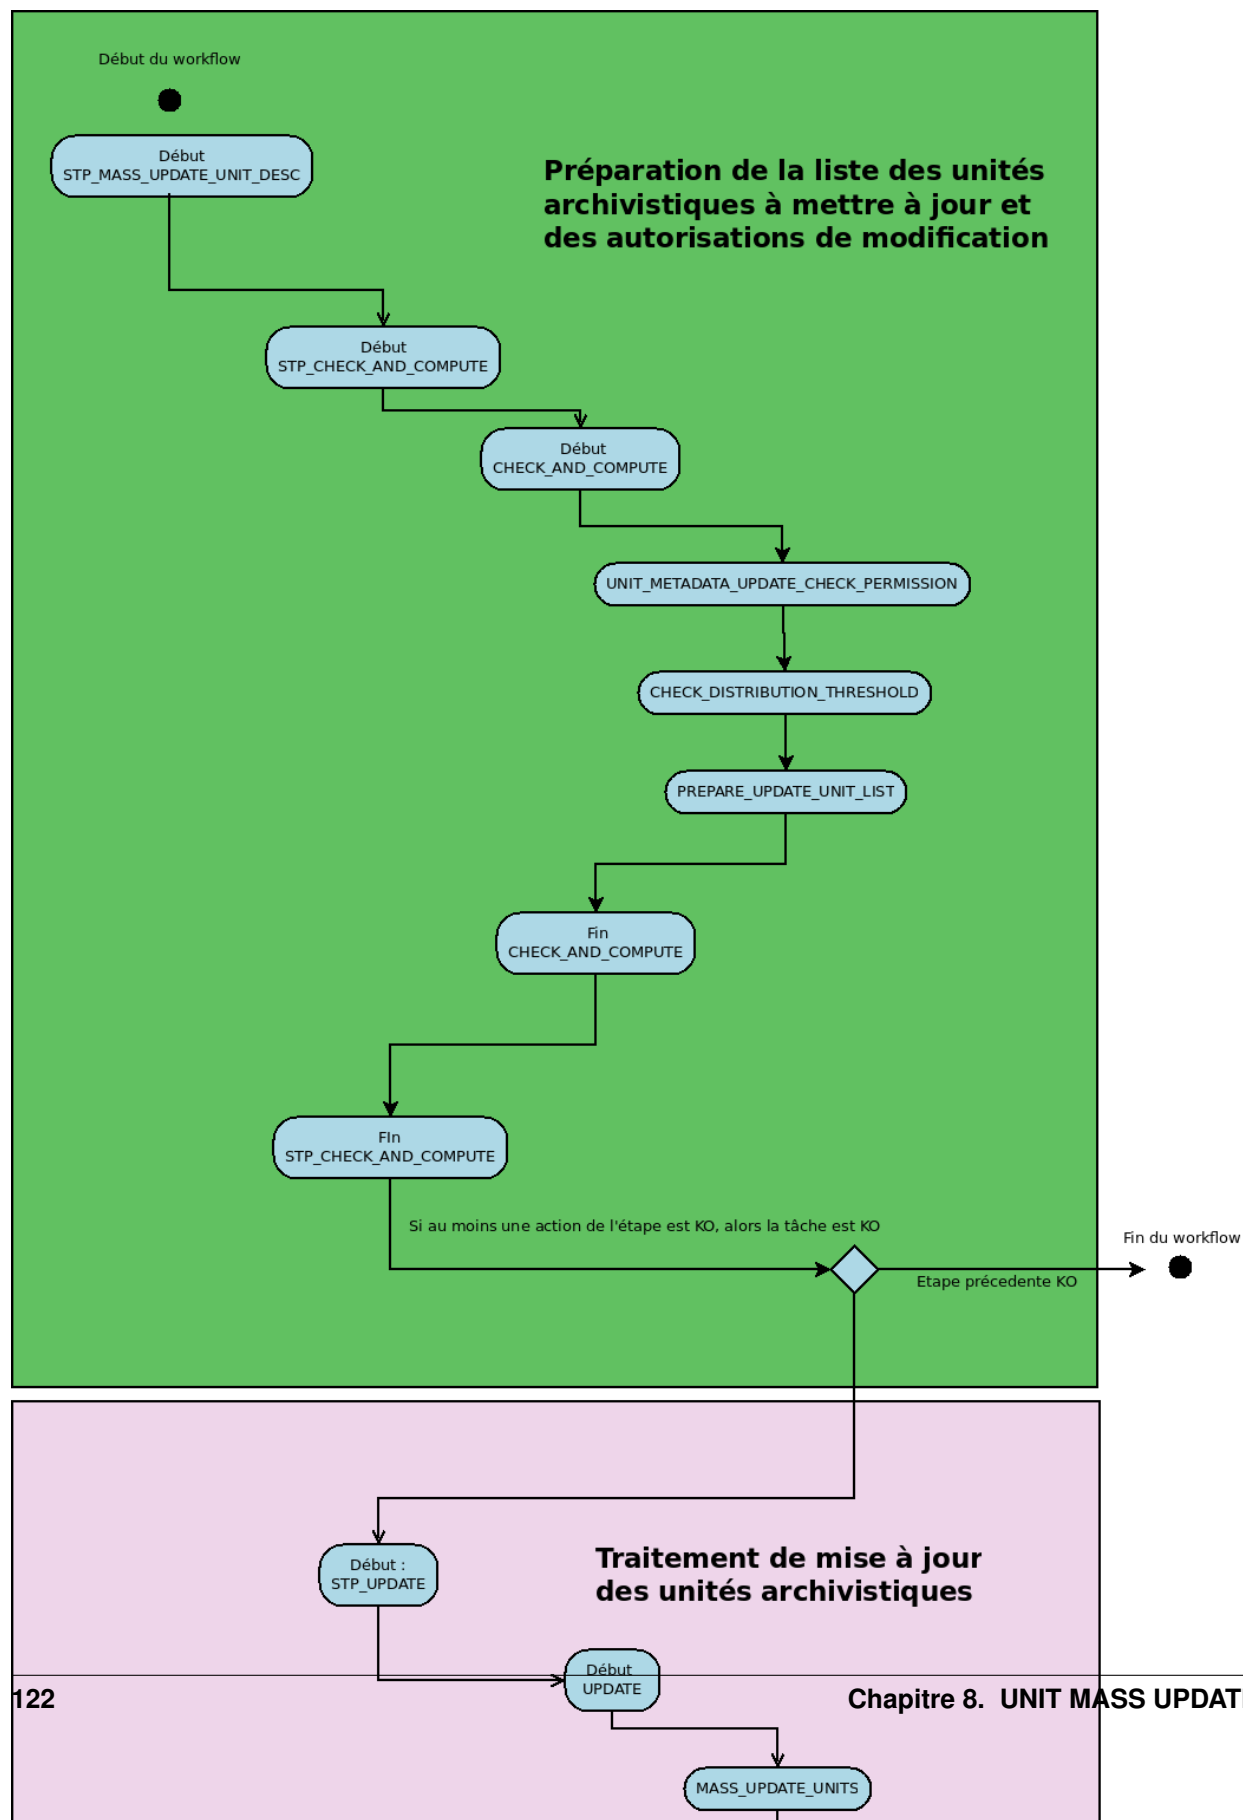 Début du workflow
Début
STP_MASS_UPDATE_UNIT_DESC
Préparation de la liste des unités
archivistiques à mettre à jour et
des autorisations de modification
Début
STP_CHECK_AND_COMPUTE
Début
CHECK_AND_COMPUTE
UNIT_METADATA_UPDATE_CHECK_PERMISSION
CHECK_DISTRIBUTION_THRESHOLD
PREPARE_UPDATE_UNIT_LIST
Fin
CHECK_AND_COMPUTE
FIn
STP_CHECK_AND_COMPUTE
Si au moins une action de l'étape est KO, alors la tâche est KO
Fin du workflow
Etape précedente KO
Début :
STP_UPDATE
Traitement de mise à jour
des unités archivistiques
Début
UPDATE
122
Chapitre 8. UNIT MASS UPDAT
MASS_UPDATE_UNITS